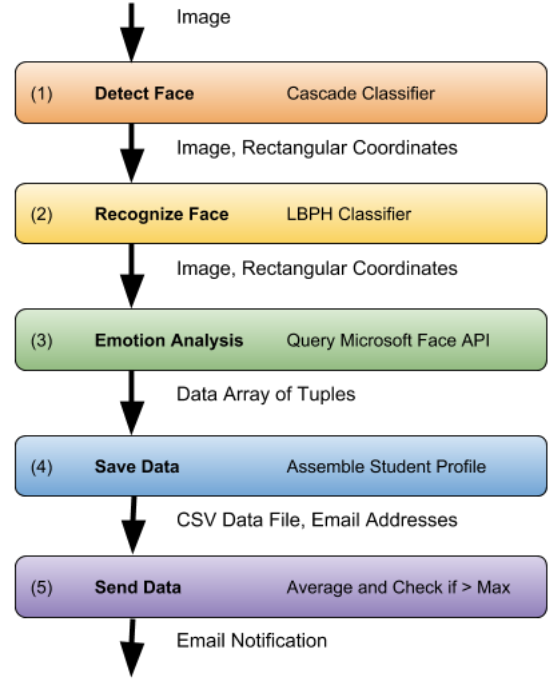 Image
(1) Detect Face Cascade Classifier
Image, Rectangular Coordinates
(2) Recognize Face LBPH Classifier
Image, Rectangular Coordinates
(3) Emotion Analysis Query Microsoft Face API
Data Array of Tuples
(4) Save Data Assemble Student Profile
CSV Data File, Email Addresses
(5) Send Data Average and Check if > Max
Email Notification